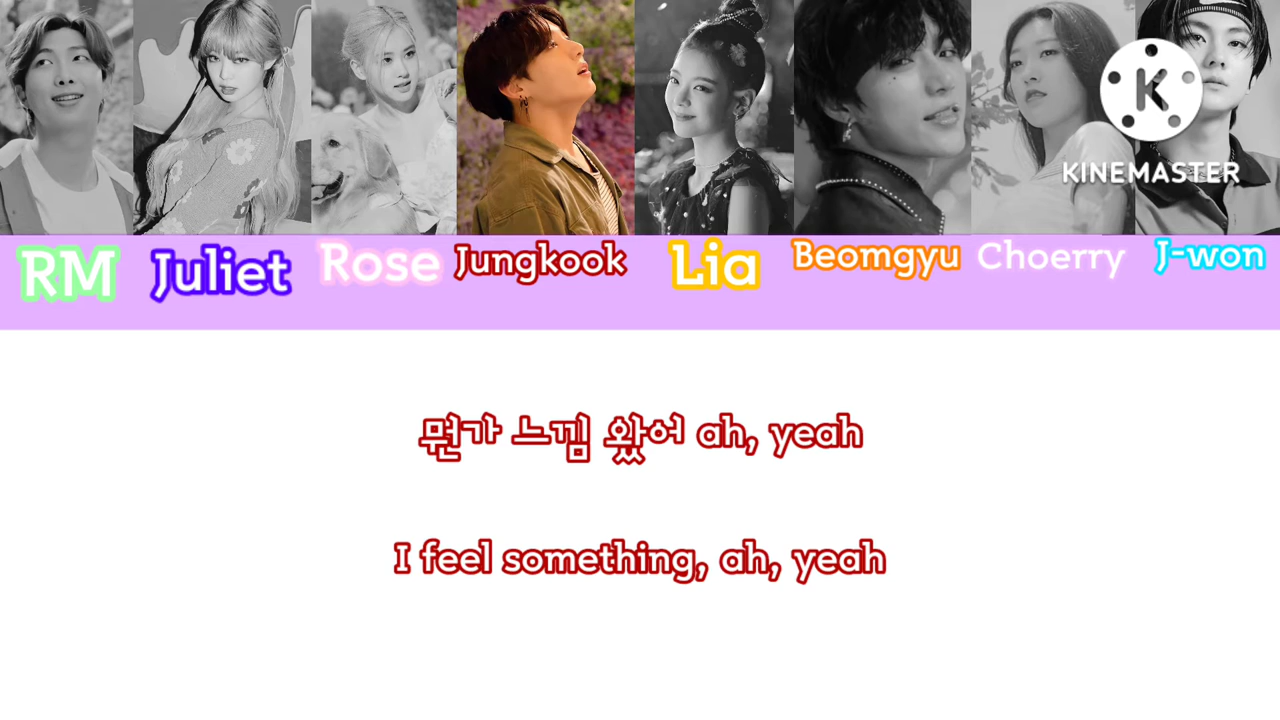 K
KINEMASTER
RM Juliet Rose Jungkook Lia Beomgyu Choerry J-won
뭔가 느낌 왔어 ah, yeah
I feel something, ah, yeah